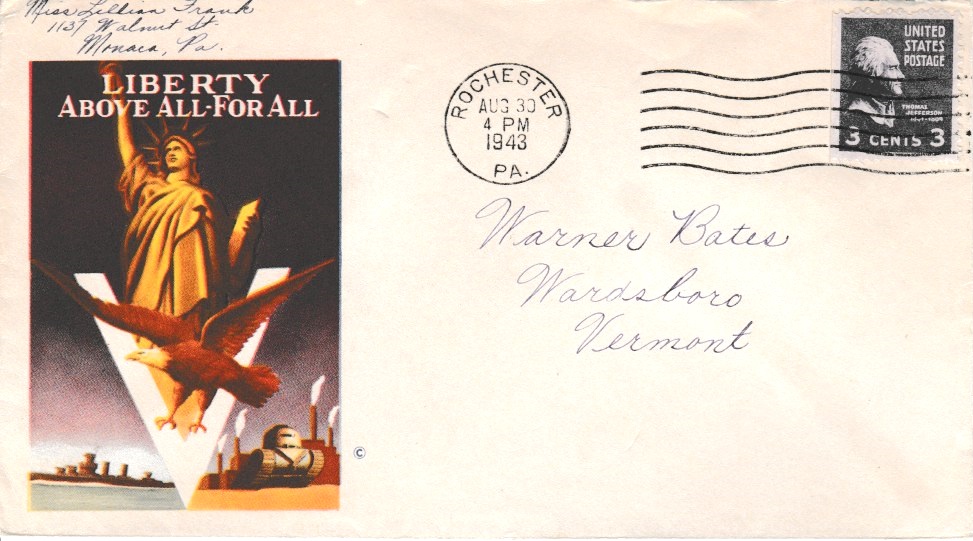 Miss Lillian Frank
1137 Walnut St
Monaca, Pa.
LIBERTY
ABOVE ALL-FOR ALL
©
ROCHESTER
AUG 30
4 PM
1943
PA.
UNITED
STATES
POSTAGE
THOMAS
JEFFERSON
3 CENTS 3
Warner Bates
Wardsboro
Vermont